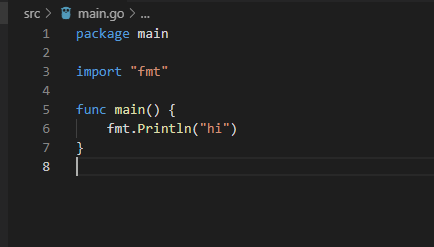 src > main.go > ...
1 package main
2
3 import "fmt"
4
5 func main() {
6     fmt.Println("hi")
7 }
8